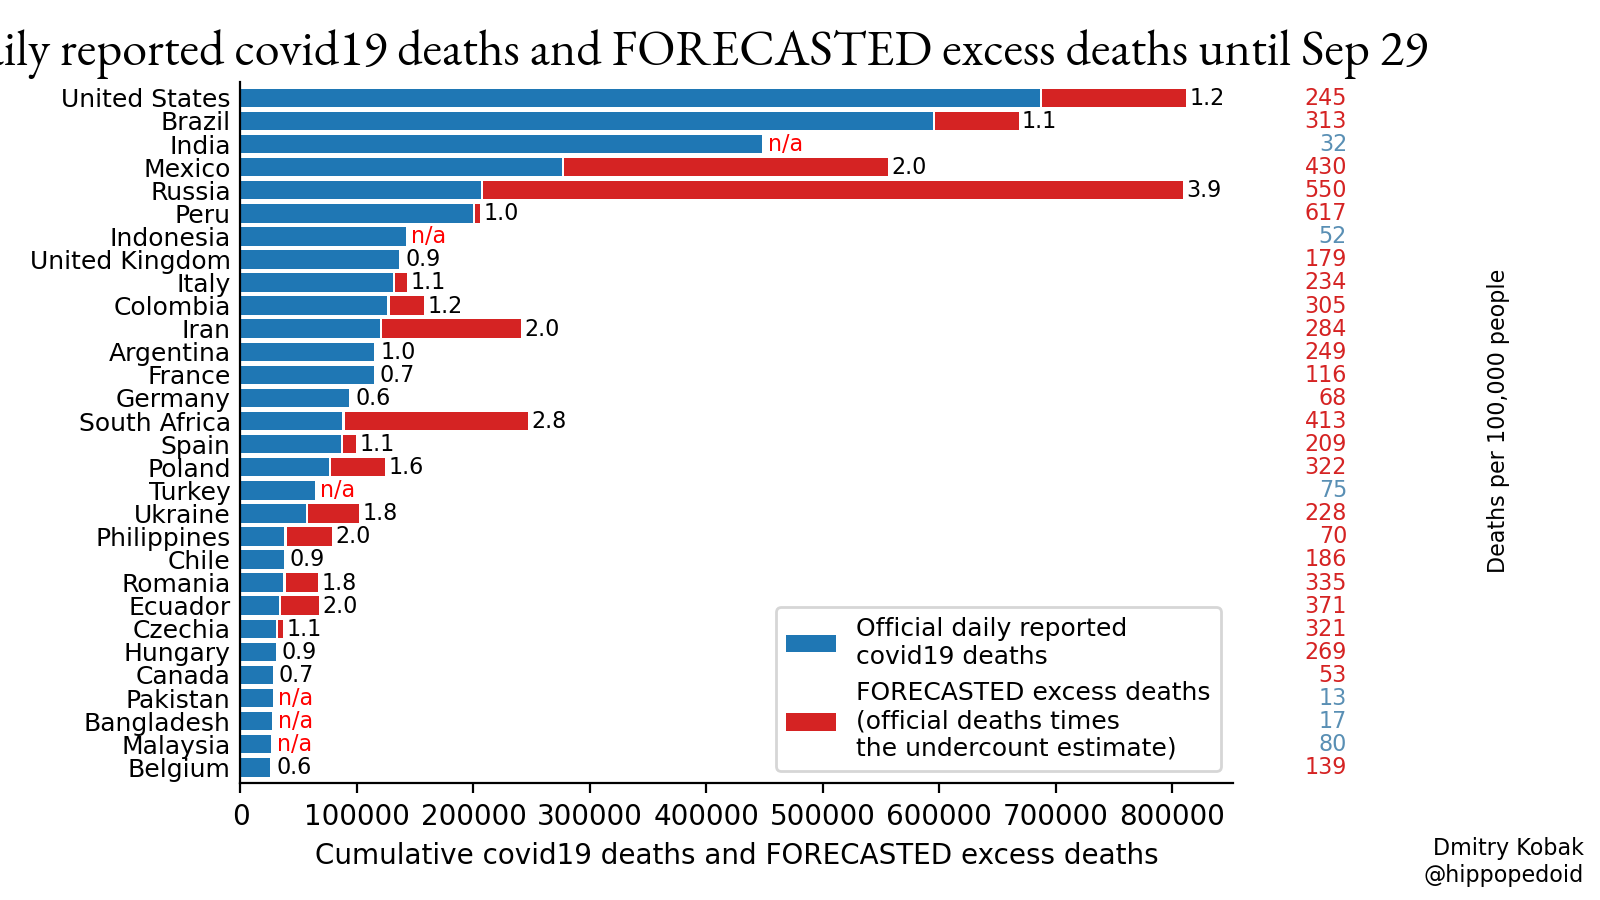 ily reported covid19 deaths and FORECASTED excess deaths until Sep 29
United States 1.2 245
Brazil 1.1 313
India n/a 32
Mexico 2.0 430
Russia 3.9 550
Peru 1.0 617
Indonesia n/a 52
United Kingdom 0.9 179
Italy 1.1 234
Colombia 1.2 305
Iran 2.0 284
Argentina 1.0 249
France 0.7 116
Germany 0.6 68
South Africa 2.8 413
Spain 1.1 209
Poland 1.6 322
Turkey n/a 75
Ukraine 1.8 228
Philippines 2.0 70
Chile 0.9 186
Romania 1.8 335
Ecuador 2.0 371
Czechia 1.1 321
Hungary 0.9 269
Canada 0.7 53
Pakistan n/a 13
Bangladesh n/a 17
Malaysia n/a 80
Belgium 0.6 139
Official daily reported
covid19 deaths
FORECASTED excess deaths
(official deaths times
the undercount estimate)
Deaths per 100,000 people
0 100000 200000 300000 400000 500000 600000 700000 800000
Cumulative covid19 deaths and FORECASTED excess deaths
Dmitry Kobak
@hippopedoid